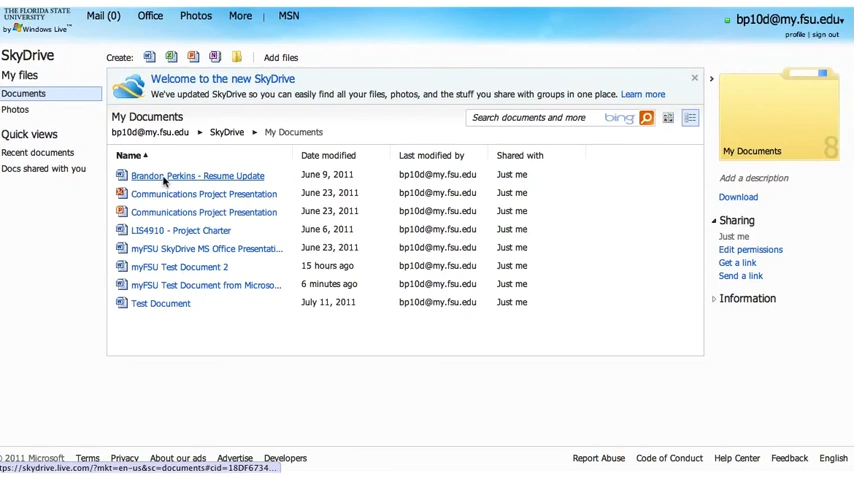 THE FLORIDA STATE
UNIVERSITY
by Windows Live™
Mail (0) Office Photos More MSN
bp10d@my.fsu.edu
profile | sign out
SkyDrive
My files
Documents
Photos
Quick views
Recent documents
Docs shared with you
Create: Add files
Welcome to the new SkyDrive
We've updated SkyDrive so you can easily find all your files, photos, and the stuff you share with groups in one place. Learn more
My Documents
Search documents and more bing
bp10d@my.fsu.edu ▸ SkyDrive ▸ My Documents
Name Date modified Last modified by Shared with
Brandon Perkins - Resume Update June 9, 2011 bp10d@my.fsu.edu Just me
Communications Project Presentation June 23, 2011 bp10d@my.fsu.edu Just me
Communications Project Presentation June 23, 2011 bp10d@my.fsu.edu Just me
LIS4910 - Project Charter June 6, 2011 bp10d@my.fsu.edu Just me
myFSU SkyDrive MS Office Presentati... June 23, 2011 bp10d@my.fsu.edu Just me
myFSU Test Document 2 15 hours ago bp10d@my.fsu.edu Just me
myFSU Test Document from Microso... 6 minutes ago bp10d@my.fsu.edu Just me
Test Document July 11, 2011 bp10d@my.fsu.edu Just me
My Documents 8
Add a description
Download
Sharing
Just me
Edit permissions
Get a link
Send a link
Information
© 2011 Microsoft Terms Privacy About our ads Advertise Developers Report Abuse Code of Conduct Help Center Feedback English
tps://skydrive.live.com/?mkt=en-us&sc=documents#cid=18DF6734...